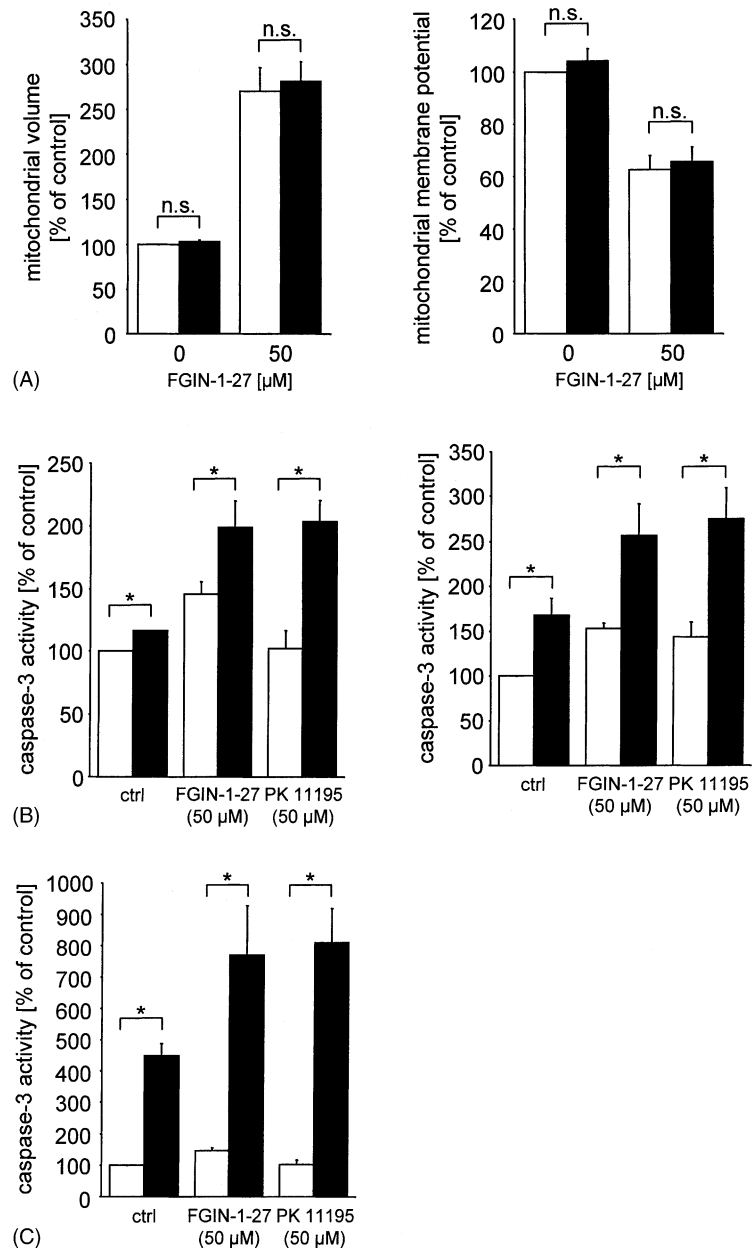 mitochondrial volume
[% of control]
350
300
250
200
150
100
50
0
n.s.
n.s.
0
50
FGIN-1-27 [µM]
mitochondrial membrane potential
[% of control]
120
100
80
60
40
20
0
n.s.
n.s.
0
50
FGIN-1-27 [µM]
(A)
caspase-3 activity [% of control]
250
200
150
100
50
0
*
*
*
ctrl
FGIN-1-27
(50 µM)
PK 11195
(50 µM)
caspase-3 activity [% of control]
350
300
250
200
150
100
50
0
*
*
*
ctrl
FGIN-1-27
(50 µM)
PK 11195
(50 µM)
(B)
caspase-3 activity [% of control]
1000
900
800
700
600
500
400
300
200
100
0
*
*
*
ctrl
FGIN-1-27
(50 µM)
PK 11195
(50 µM)
(C)